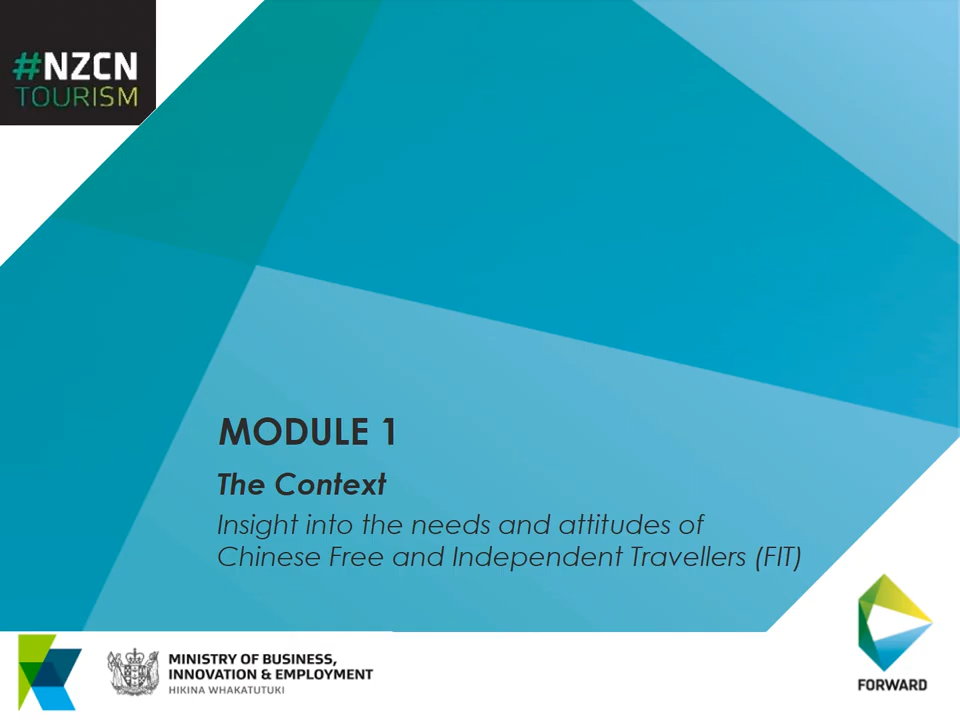 #NZCN
TOURISM
MODULE 1
The Context
Insight into the needs and attitudes of
Chinese Free and Independent Travellers (FIT)
MINISTRY OF BUSINESS,
INNOVATION & EMPLOYMENT
HIKINA WHAKATUTUKI
FORWARD